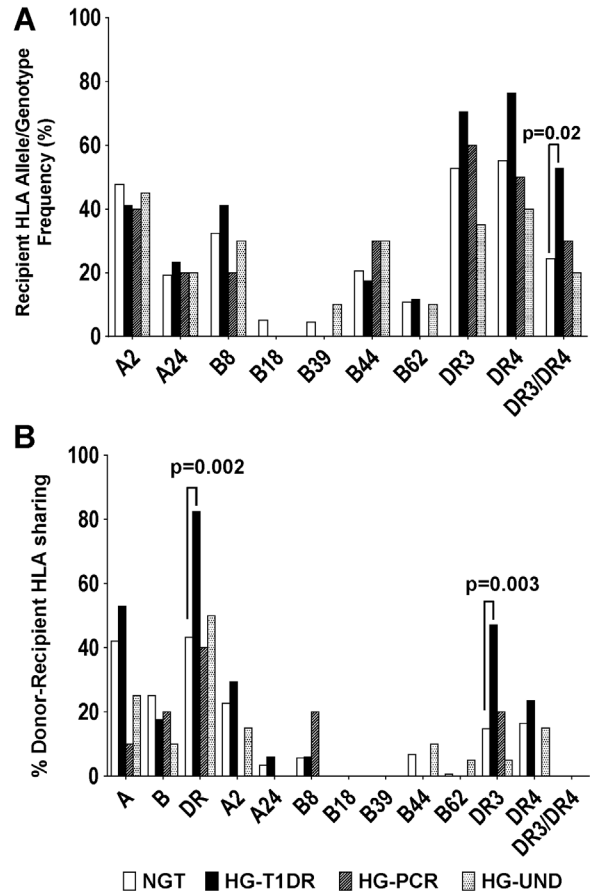 A
Recipient HLA Allele/Genotype
Frequency (%)
100
80
60
40
20
0
p=0.02
A2 A24 B8 B18 B39 B44 B62 DR3 DR4 DR3/DR4
B
% Donor-Recipient HLA sharing
100
80
60
40
20
0
p=0.002
p=0.003
A B DR A2 A24 B8 B18 B39 B44 B62 DR3 DR4 DR3/DR4
NGT HG-T1DR HG-PCR HG-UND